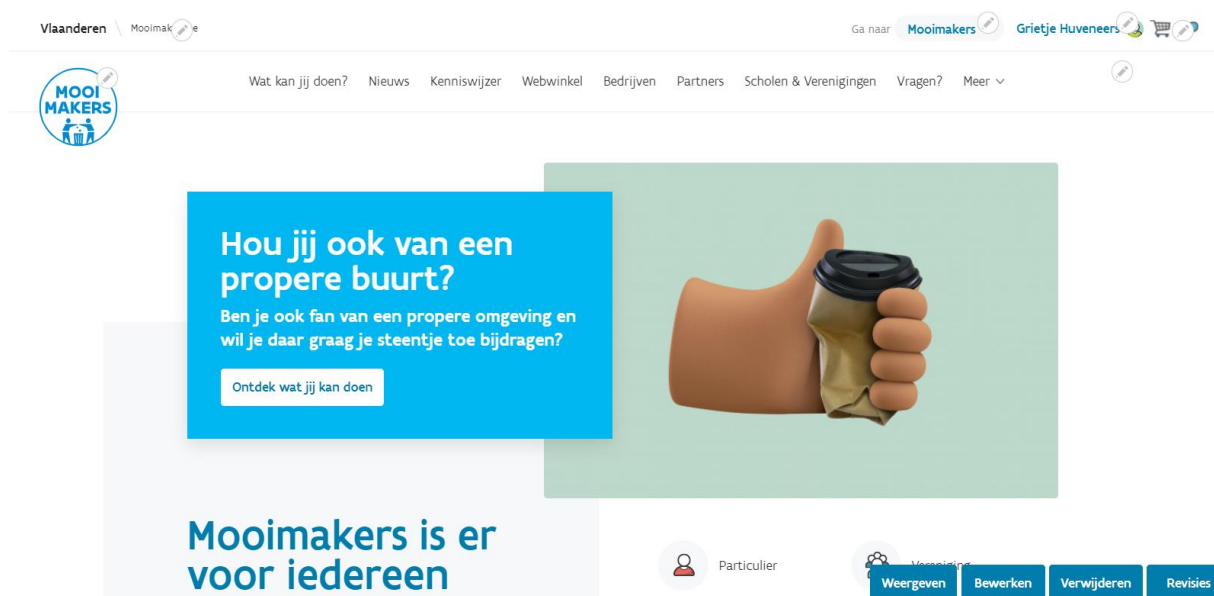 Vlaanderen
Ga naar Mooimakers Grietje Huveneers
Wat kan jij doen? Nieuws Kenniswijzer Webwinkel Bedrijven Partners Scholen & Verenigingen Vragen? Meer
MOOI
MAKERS
Hou jij ook van een
propere buurt?
Ben je ook fan van een propere omgeving en
wil je daar graag je steentje toe bijdragen?
Ontdek wat jij kan doen
Mooimakers is er
voor iedereen
Particulier Vereniging
Weergeven Bewerken Verwijderen Revisies